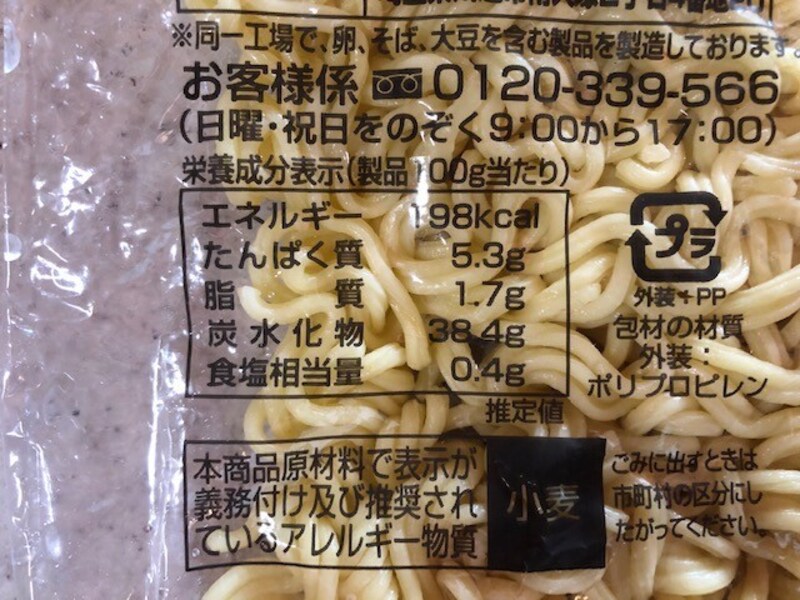 ※同一工場で、卵、そば、大豆を含む製品を製造しております。
お客様係 0120-339-566
(日曜・祝日をのぞく9:00から17:00)
栄養成分表示(製品100g当たり)
エネルギー 198kcal
たんぱく質 5.3g
脂質 1.7g
炭水化物 38.4g
食塩相当量 0.4g
推定値
プラ
外装:PP
包材の材質
外装:
ポリプロピレン
本商品原材料で表示が
義務付け及び推奨され
ているアレルギー物質
小麦
ごみに出すときは
市町村の区分にし
たがってください。